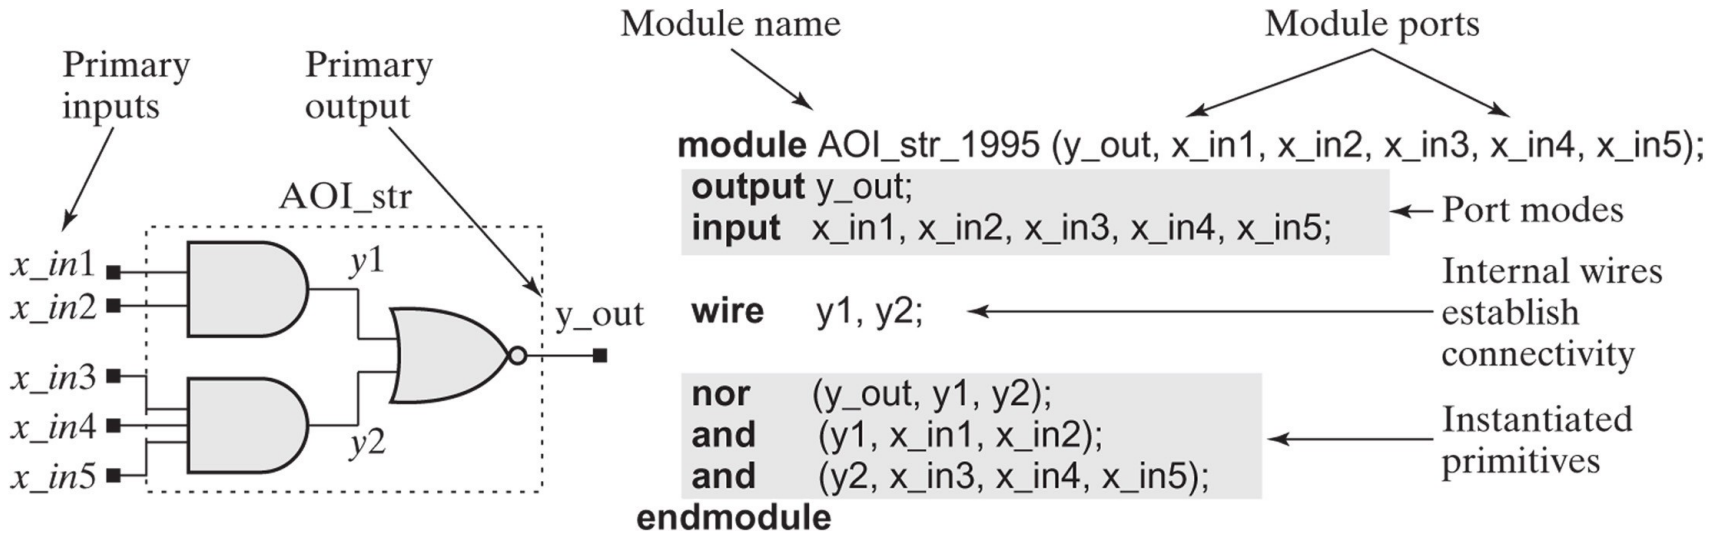 Primary
inputs
Primary
output
AOI_str
x_in1
x_in2
x_in3
x_in4
x_in5
y1
y2
y_out
Module name
Module ports
module AOI_str_1995 (y_out, x_in1, x_in2, x_in3, x_in4, x_in5);
output y_out;
input x_in1, x_in2, x_in3, x_in4, x_in5;
Port modes
wire y1, y2;
Internal wires
establish
connectivity
nor (y_out, y1, y2);
and (y1, x_in1, x_in2);
and (y2, x_in3, x_in4, x_in5);
Instantiated
primitives
endmodule